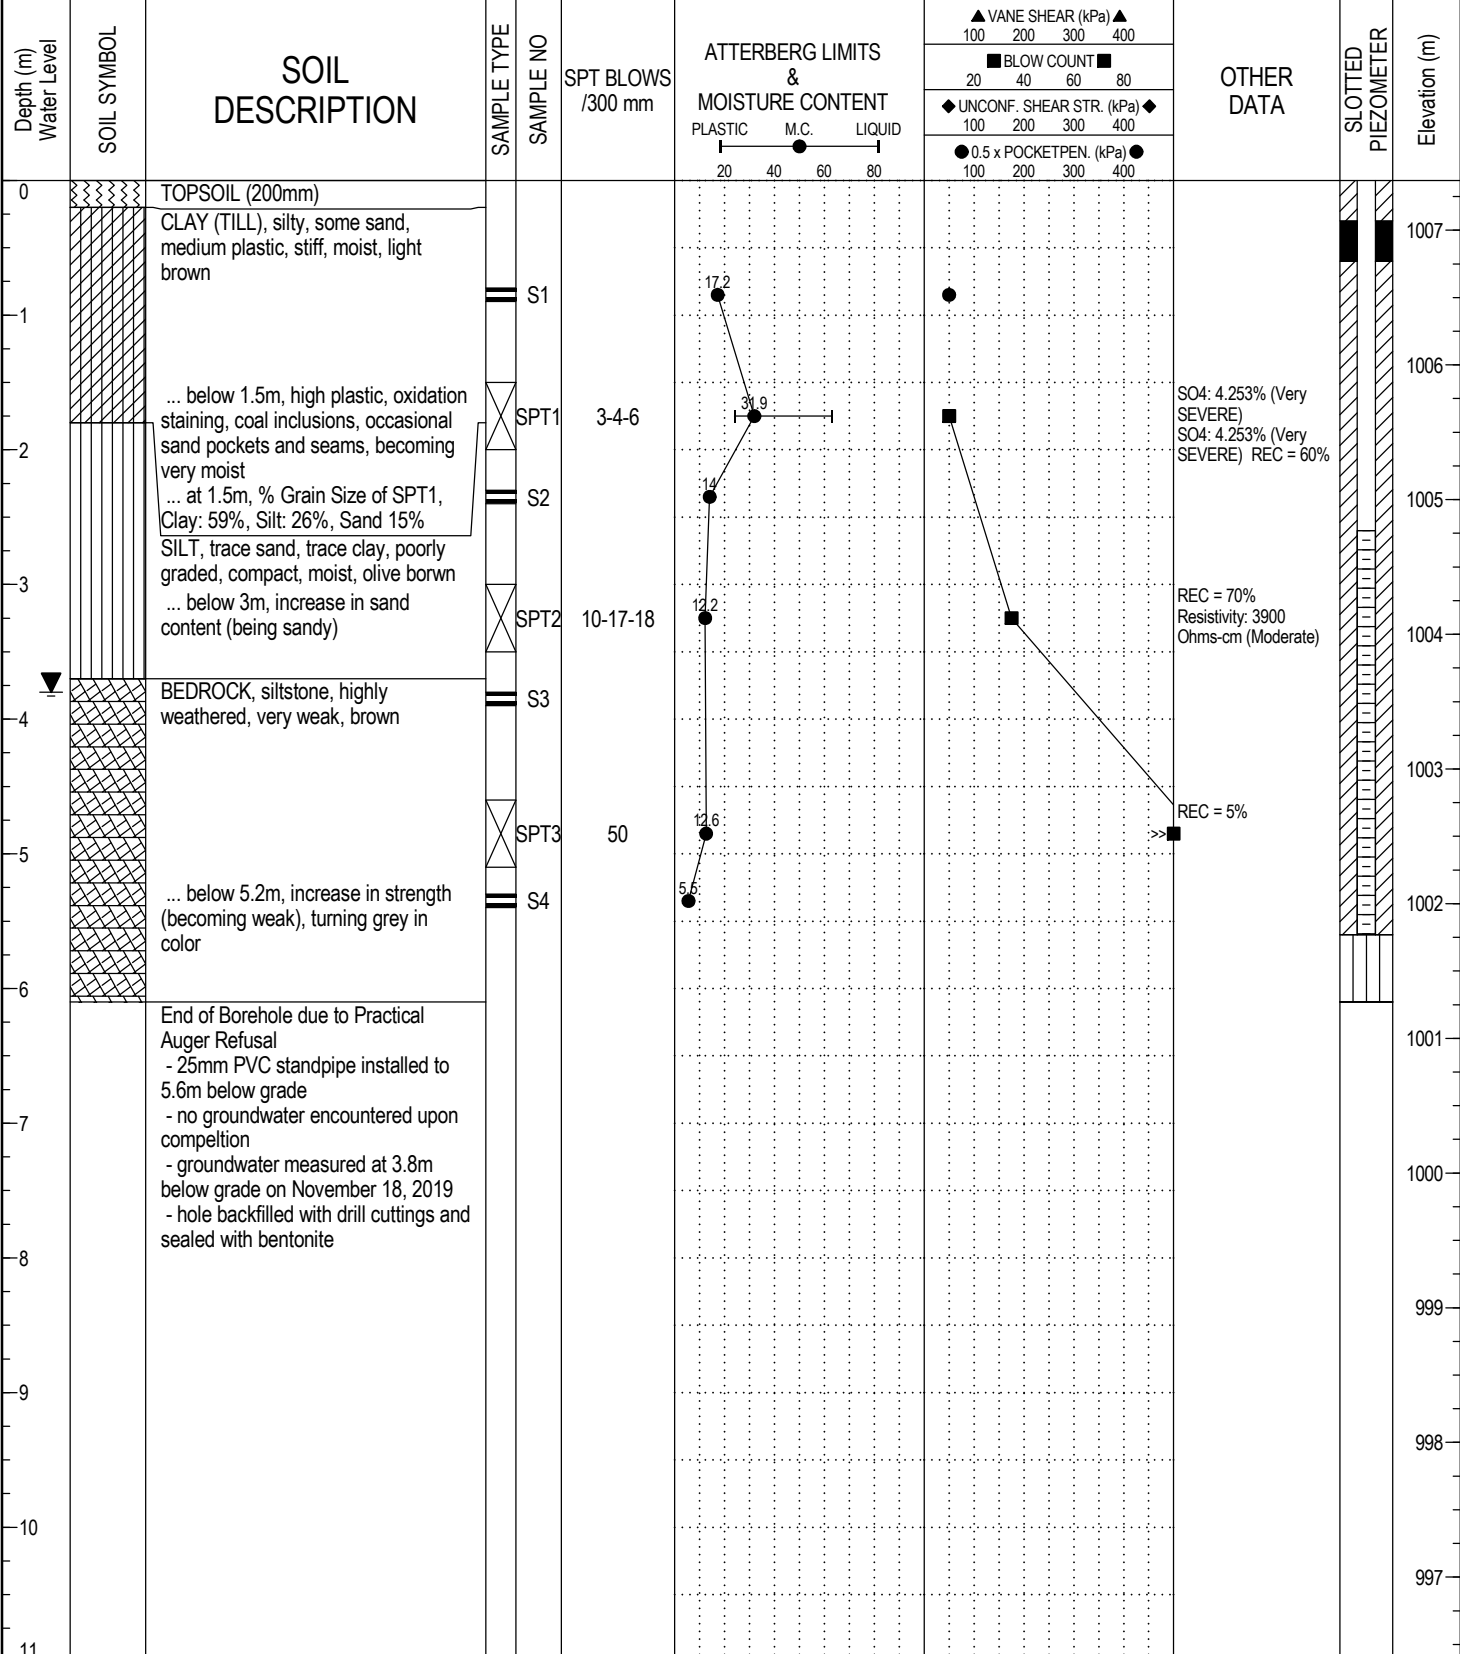 Depth (m)
Water Level
SOIL SYMBOL
SOIL
DESCRIPTION
SAMPLE TYPE
SAMPLE NO
SPT BLOWS
/300 mm
ATTERBERG LIMITS
&
MOISTURE CONTENT
PLASTIC M.C. LIQUID
20 40 60 80
▲ VANE SHEAR (kPa) ▲
100 200 300 400
■ BLOW COUNT ■
20 40 60 80
◆ UNCONF. SHEAR STR. (kPa) ◆
100 200 300 400
● 0.5 x POCKETPEN. (kPa) ●
100 200 300 400
OTHER
DATA
SLOTTED
PIEZOMETER
Elevation (m)
0
1
2
3
4
5
6
7
8
9
10
11
TOPSOIL (200mm)
CLAY (TILL), silty, some sand,
medium plastic, stiff, moist, light
brown
... below 1.5m, high plastic, oxidation
staining, coal inclusions, occasional
sand pockets and seams, becoming
very moist
... at 1.5m, % Grain Size of SPT1,
Clay: 59%, Silt: 26%, Sand 15%
SILT, trace sand, trace clay, poorly
graded, compact, moist, olive borwn
... below 3m, increase in sand
content (being sandy)
BEDROCK, siltstone, highly
weathered, very weak, brown
... below 5.2m, increase in strength
(becoming weak), turning grey in
color
End of Borehole due to Practical
Auger Refusal
- 25mm PVC standpipe installed to
5.6m below grade
- no groundwater encountered upon
compeltion
- groundwater measured at 3.8m
below grade on November 18, 2019
- hole backfilled with drill cuttings and
sealed with bentonite
S1
SPT1
S2
SPT2
S3
SPT3
S4
3-4-6
10-17-18
50
17.2
31.9
14
12.2
12.6
5.5
>>
SO4: 4.253% (Very
SEVERE)
SO4: 4.253% (Very
SEVERE) REC = 60%
REC = 70%
Resistivity: 3900
Ohms-cm (Moderate)
REC = 5%
1007
1006
1005
1004
1003
1002
1001
1000
999
998
997